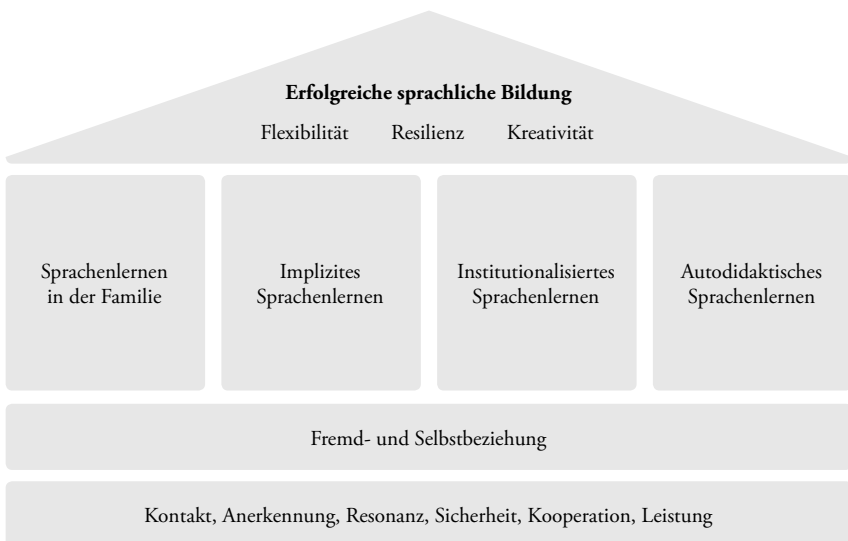 Erfolgreiche sprachliche Bildung
Flexibilität Resilienz Kreativität
Sprachenlernen
in der Familie
Implizites
Sprachenlernen
Institutionalisiertes
Sprachenlernen
Autodidaktisches
Sprachenlernen
Fremd- und Selbstbeziehung
Kontakt, Anerkennung, Resonanz, Sicherheit, Kooperation, Leistung